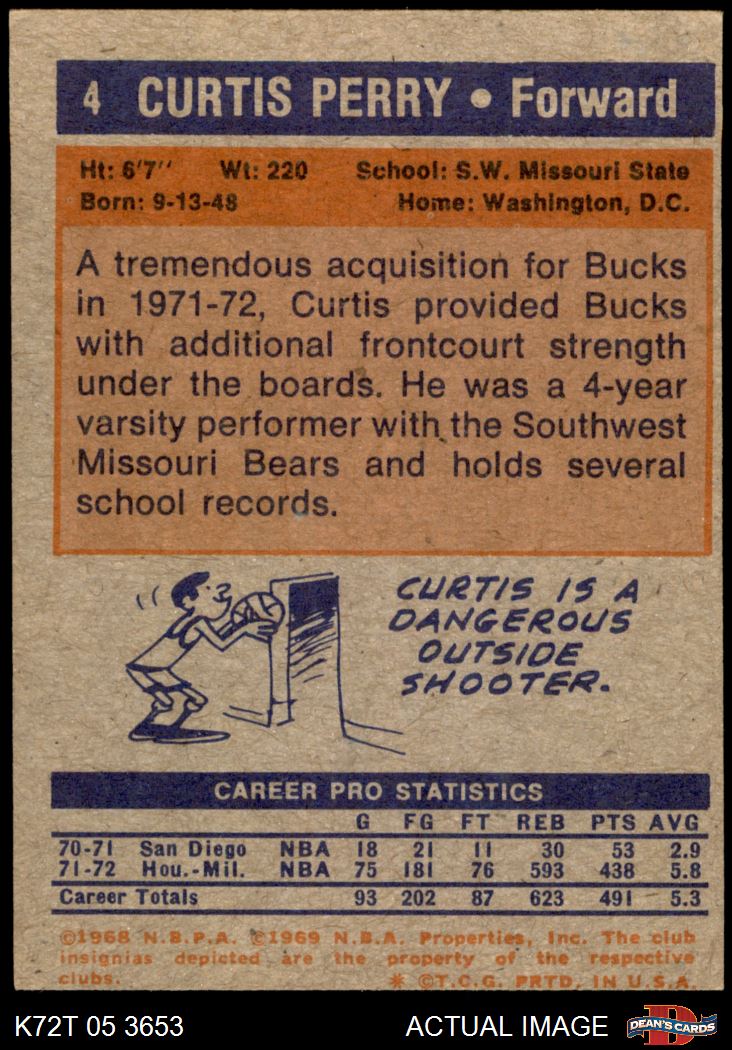 4 CURTIS PERRY • Forward
Ht: 6'7" Wt: 220 School: S.W. Missouri State
Born: 9-13-48 Home: Washington, D.C.
A tremendous acquisition for Bucks
in 1971-72, Curtis provided Bucks
with additional frontcourt strength
under the boards. He was a 4-year
varsity performer with the Southwest
Missouri Bears and holds several
school records.
CURTIS IS A
DANGEROUS
OUTSIDE
SHOOTER.
CAREER PRO STATISTICS
G FG FT REB PTS AVG
70-71 San Diego NBA 18 21 11 30 53 2.9
71-72 Hou.-Mil. NBA 75 181 76 593 438 5.8
Career Totals 93 202 87 623 491 5.3
©1968 N.B.P.A. ©1969 N.B.A. Properties, Inc. The club
insignias depicted are the property of the respective
clubs. * ©T.C.G. PRTD. IN U.S.A.
K72T 05 3653 ACTUAL IMAGE D DEAN'S CARDS